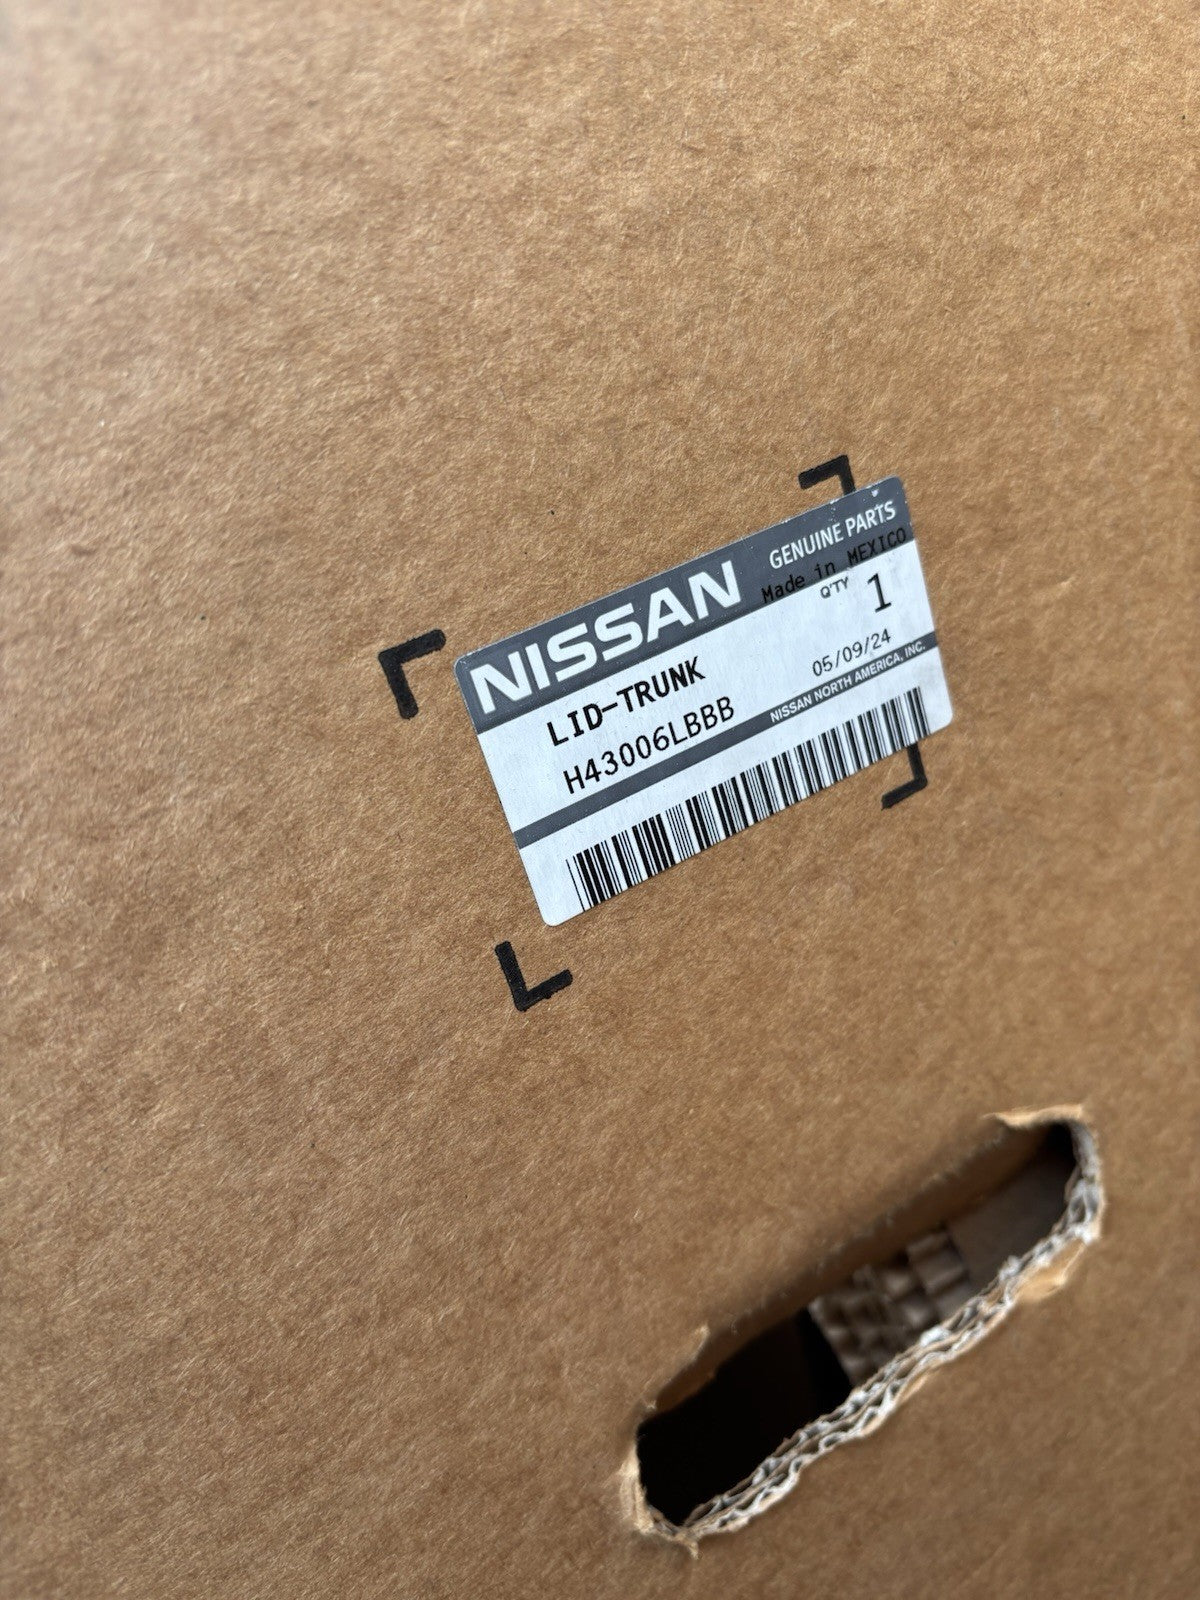 NISSAN
GENUINE PARTS
Made in MEXICO
Q'TY 1
LID-TRUNK
05/09/24
H43006LBBB
NISSAN NORTH AMERICA, INC.